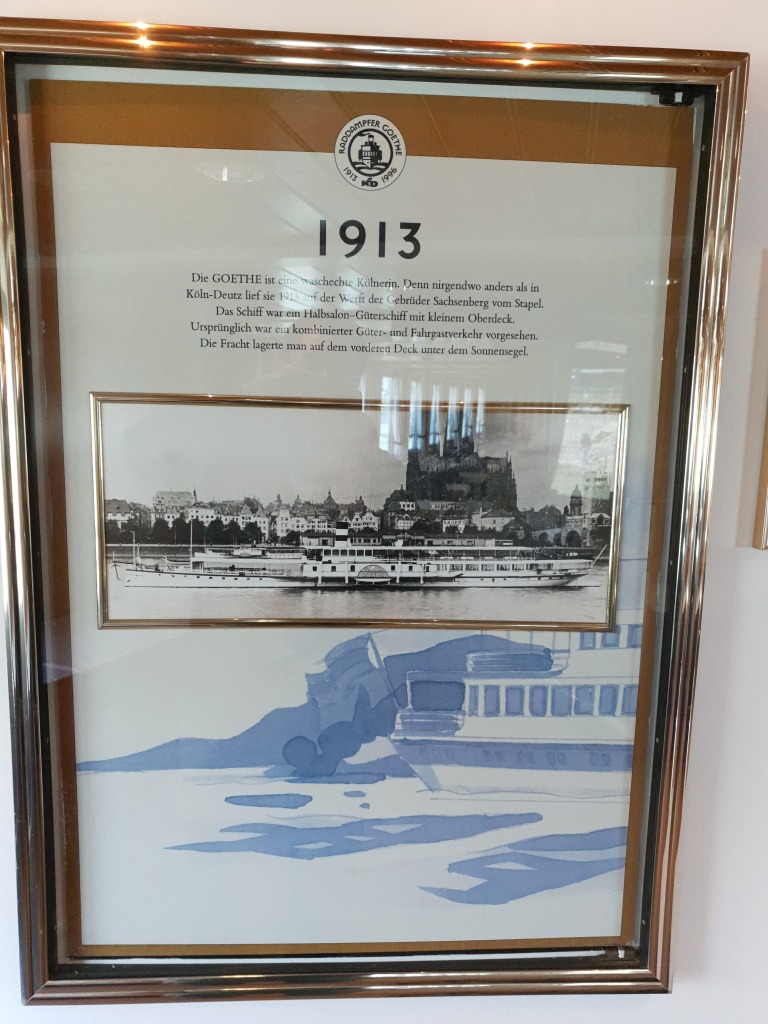 RADDAMPFER GOETHE
1913 KD 1996
1913
Die GOETHE ist eine waschechte Kölnerin. Denn nirgendwo anders als in
Köln-Deutz lief sie 1913 auf der Werft der Gebrüder Sachsenberg vom Stapel.
Das Schiff war ein Halbsalon-Güterschiff mit kleinem Oberdeck.
Ursprünglich war ein kombinierter Güter- und Fahrgastverkehr vorgesehen.
Die Fracht lagerte man auf dem vorderen Deck unter dem Sonnensegel.